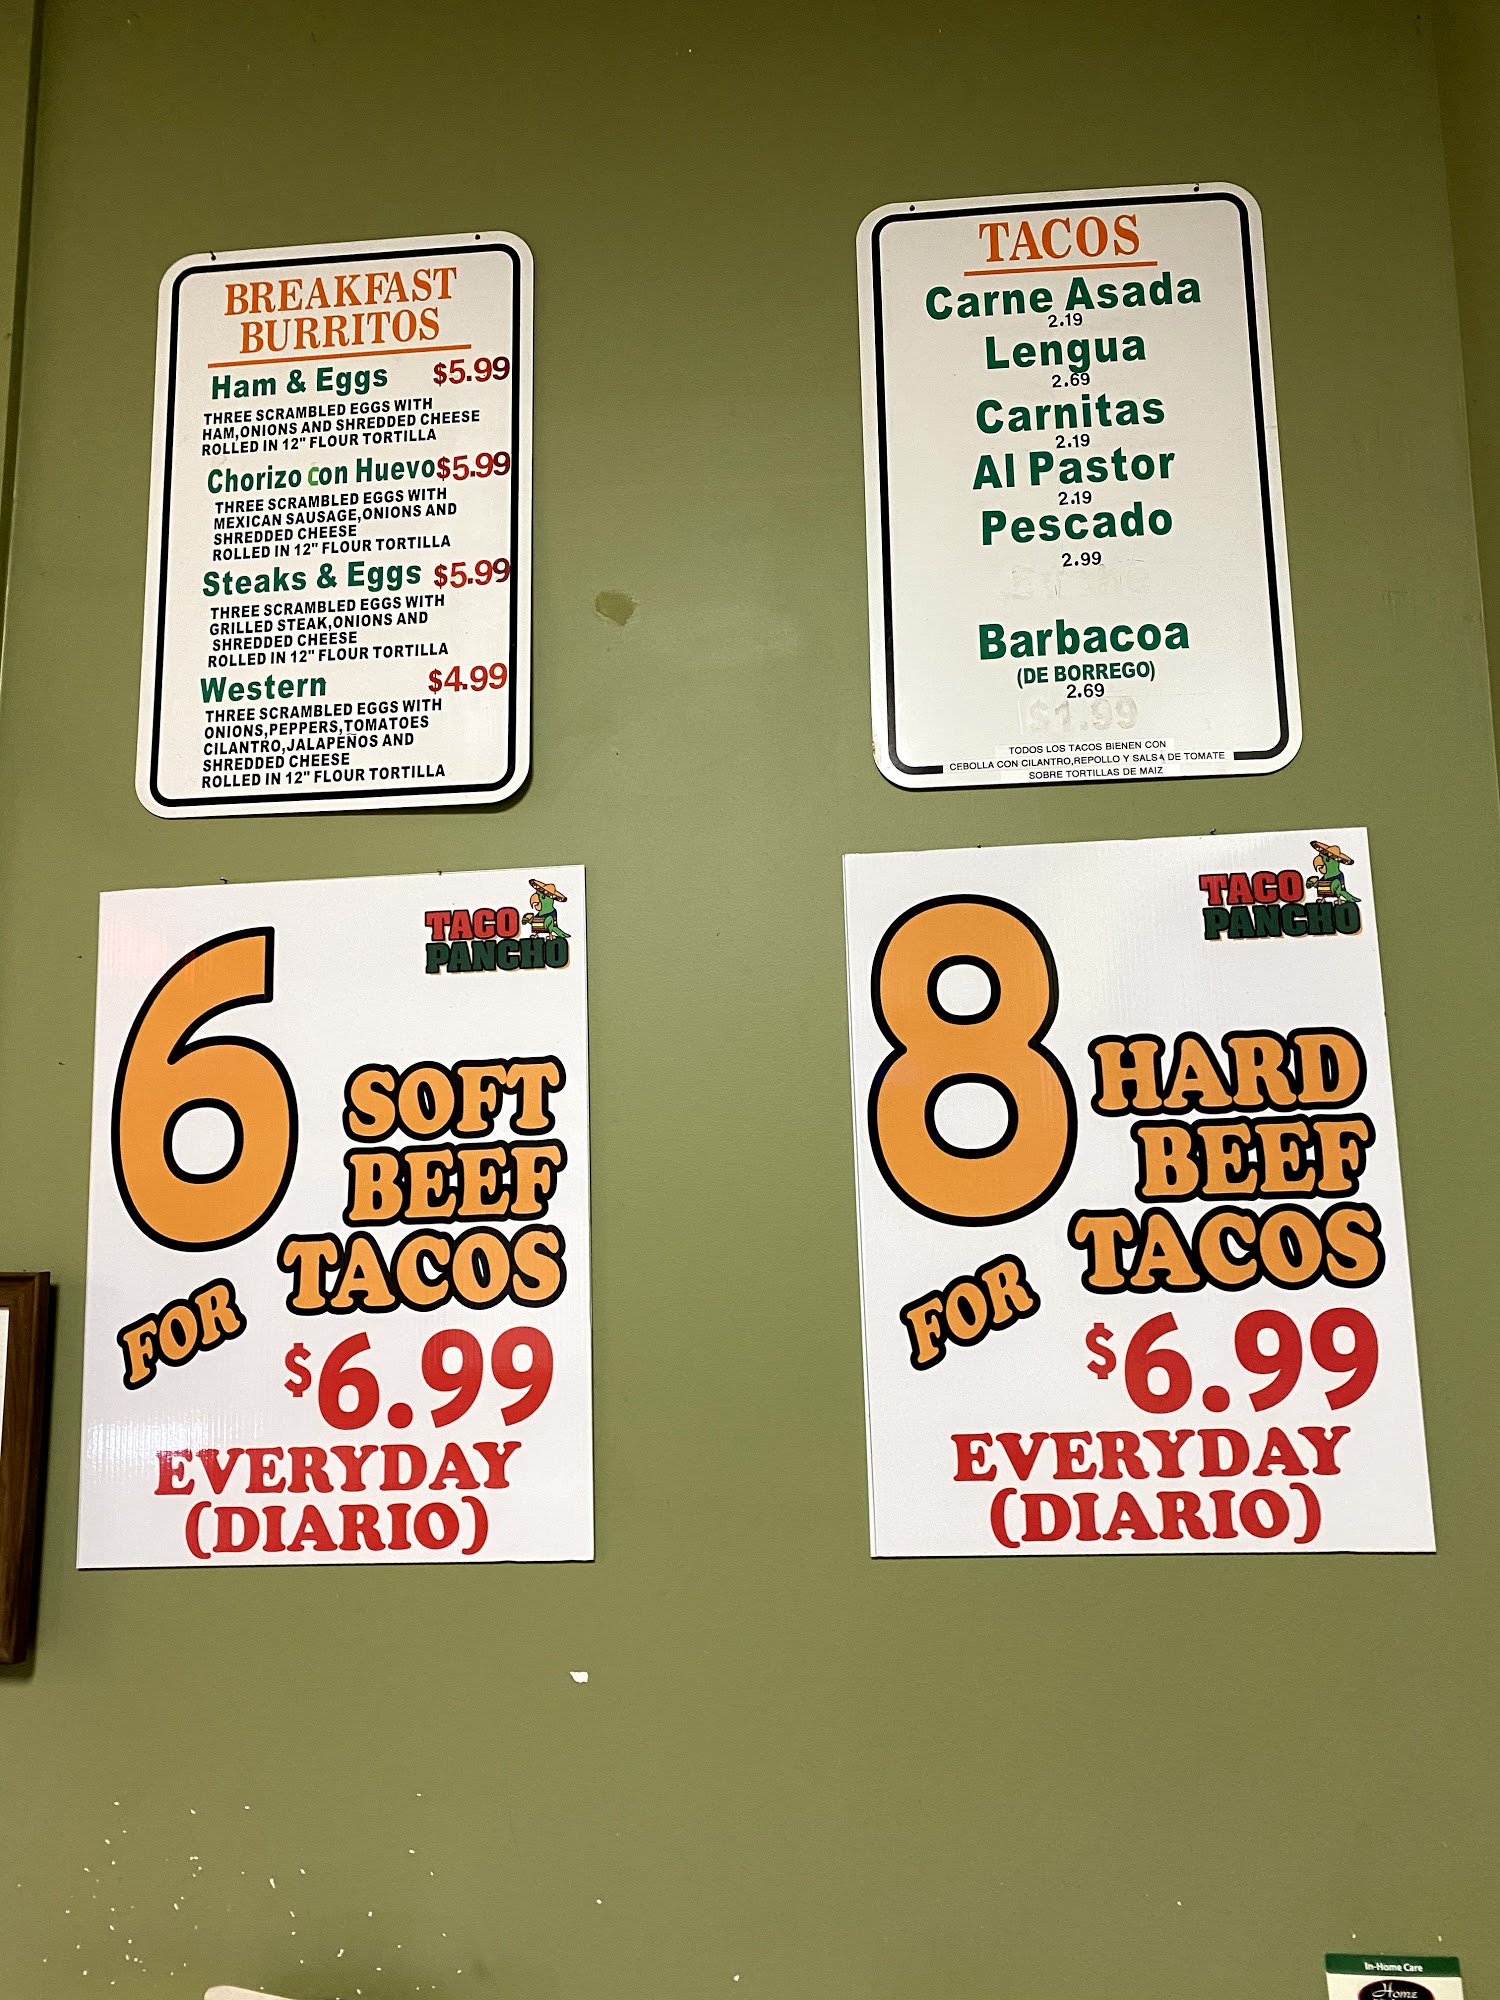 BREAKFAST
BURRITOS
Ham & Eggs $5.99
THREE SCRAMBLED EGGS WITH
HAM,ONIONS AND SHREDDED CHEESE
ROLLED IN 12" FLOUR TORTILLA
Chorizo con Huevo $5.99
THREE SCRAMBLED EGGS WITH
MEXICAN SAUSAGE,ONIONS AND
SHREDDED CHEESE
ROLLED IN 12" FLOUR TORTILLA
Steaks & Eggs $5.99
THREE SCRAMBLED EGGS WITH
GRILLED STEAK,ONIONS AND
SHREDDED CHEESE
ROLLED IN 12" FLOUR TORTILLA
Western $4.99
THREE SCRAMBLED EGGS WITH
ONIONS,PEPPERS,TOMATOES
CILANTRO,JALAPEÑOS AND
SHREDDED CHEESE
ROLLED IN 12" FLOUR TORTILLA
TACOS
Carne Asada
2.19
Lengua
2.69
Carnitas
2.19
Al Pastor
2.19
Pescado
2.99
Barbacoa
(DE BORREGO)
2.69
$1.99
TODOS LOS TACOS BIENEN CON
CEBOLLA CON CILANTRO,REPOLLO Y SALSA DE TOMATE
SOBRE TORTILLAS DE MAIZ
TACO
PANCHO
6
SOFT
BEEF
TACOS
FOR
$6.99
EVERYDAY
(DIARIO)
TACO
PANCHO
8
HARD
BEEF
TACOS
FOR
$6.99
EVERYDAY
(DIARIO)
In-Home Care
Home